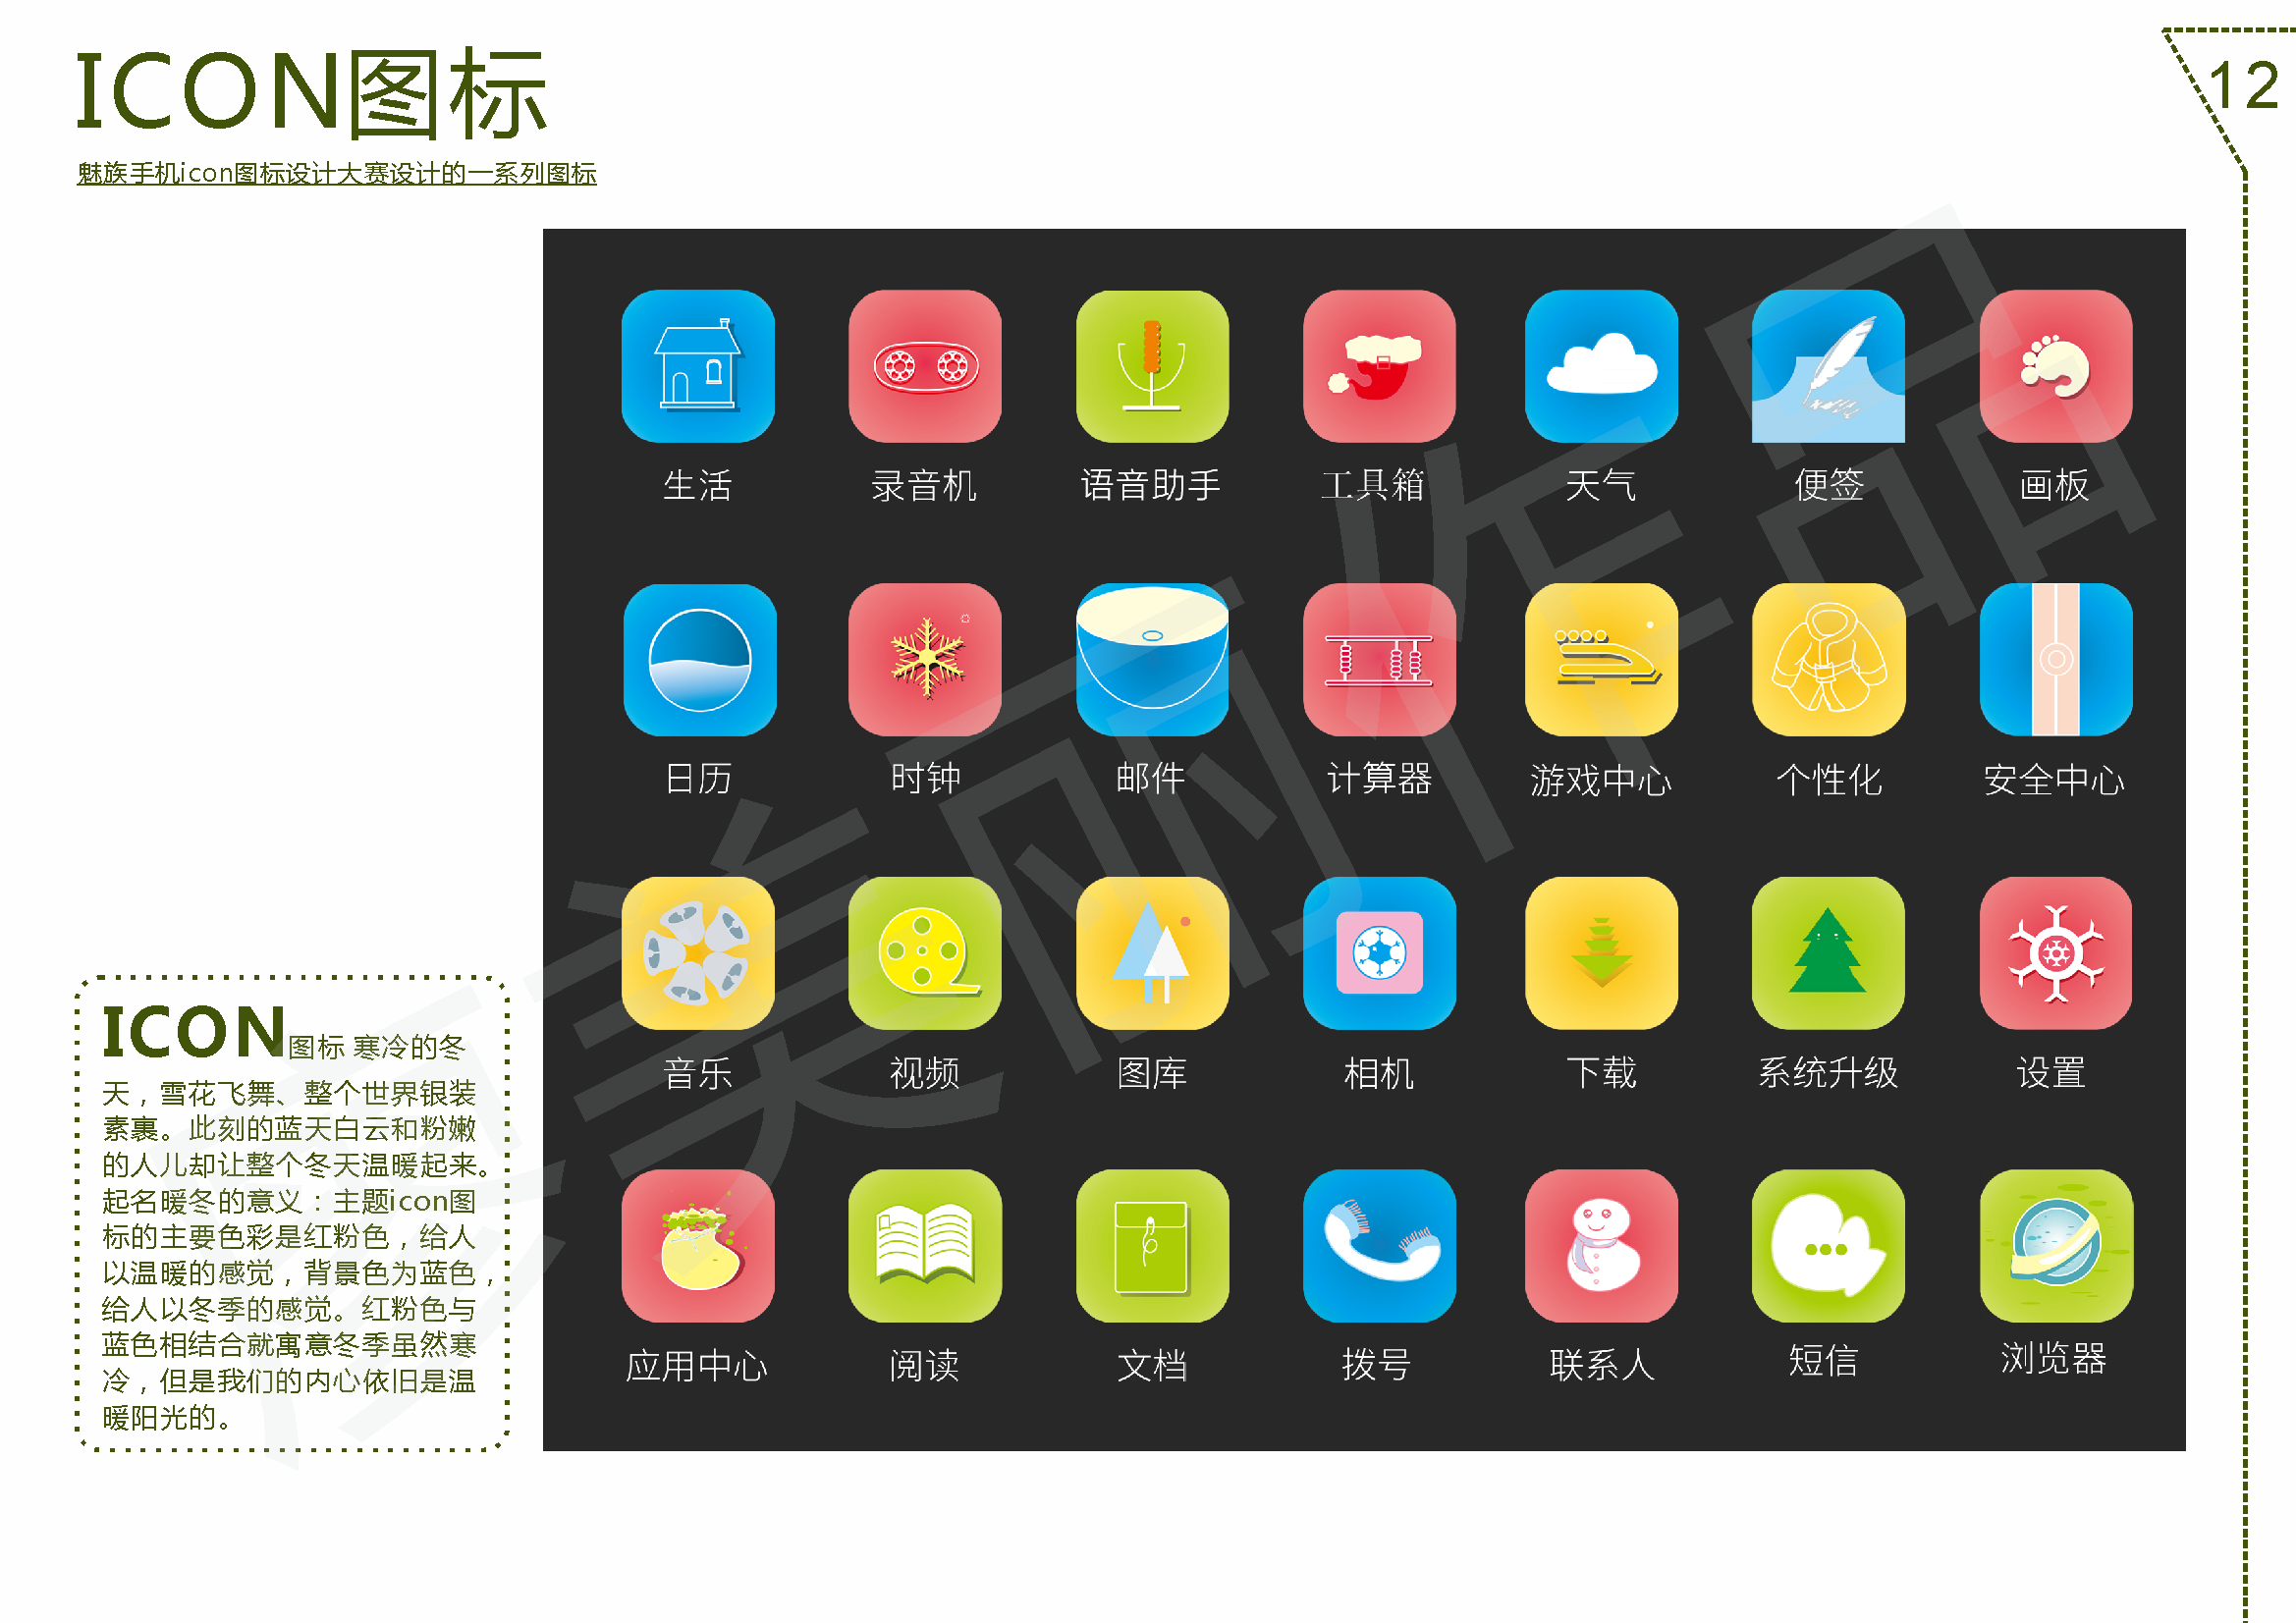 ICON图标
12
魅族手机icon图标设计大赛设计的一系列图标
生活 录音机 语音助手 工具箱 天气 便签 画板
日历 时钟 邮件 计算器 游戏中心 个性化 安全中心
音乐 视频 图库 相机 下载 系统升级 设置
应用中心 阅读 文档 拨号 联系人 短信 浏览器
ICON图标 寒冷的冬
天，雪花飞舞、整个世界银装
素裹。此刻的蓝天白云和粉嫩
的人儿却让整个冬天温暖起来。
起名暖冬的意义：主题icon图
标的主要色彩是红粉色，给人
以温暖的感觉，背景色为蓝色，
给人以冬季的感觉。红粉色与
蓝色相结合就寓意冬季虽然寒
冷，但是我们的内心依旧是温
暖阳光的。